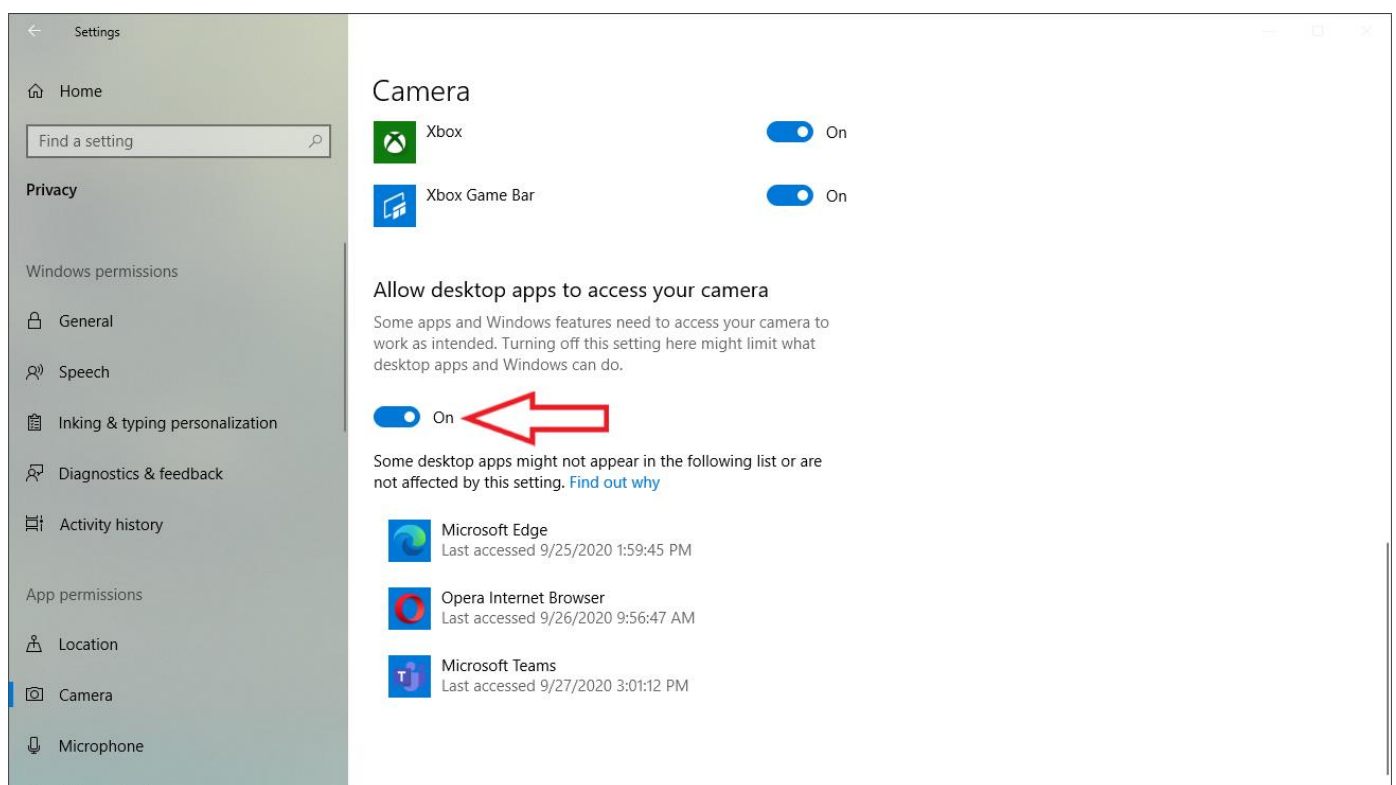 Settings
Home
Find a setting
Privacy
Windows permissions
General
Speech
Inking & typing personalization
Diagnostics & feedback
Activity history
App permissions
Location
Camera
Microphone
Camera
Xbox
On
Xbox Game Bar
On
Allow desktop apps to access your camera
Some apps and Windows features need to access your camera to
work as intended. Turning off this setting here might limit what
desktop apps and Windows can do.
On
Some desktop apps might not appear in the following list or are
not affected by this setting. Find out why
Microsoft Edge
Last accessed 9/25/2020 1:59:45 PM
Opera Internet Browser
Last accessed 9/26/2020 9:56:47 AM
Microsoft Teams
Last accessed 9/27/2020 3:01:12 PM